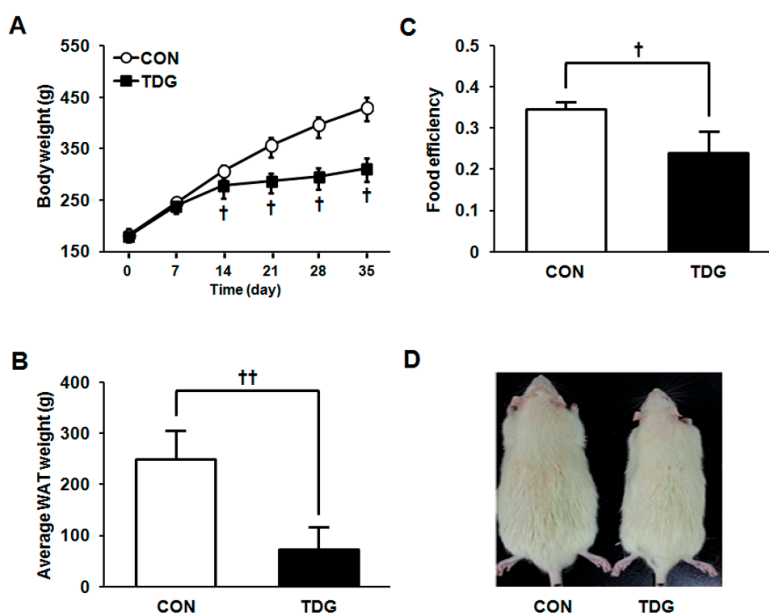 A
550
450
350
250
150
Bodyweight (g)
CON
TDG
† † † †
0 7 14 21 28 35
Time (day)
C
0.5
0.4
0.3
0.2
0.1
0
Food efficiency
†
CON TDG
B
400
300
200
100
0
Average WAT weight (g)
††
CON TDG
D
CON TDG